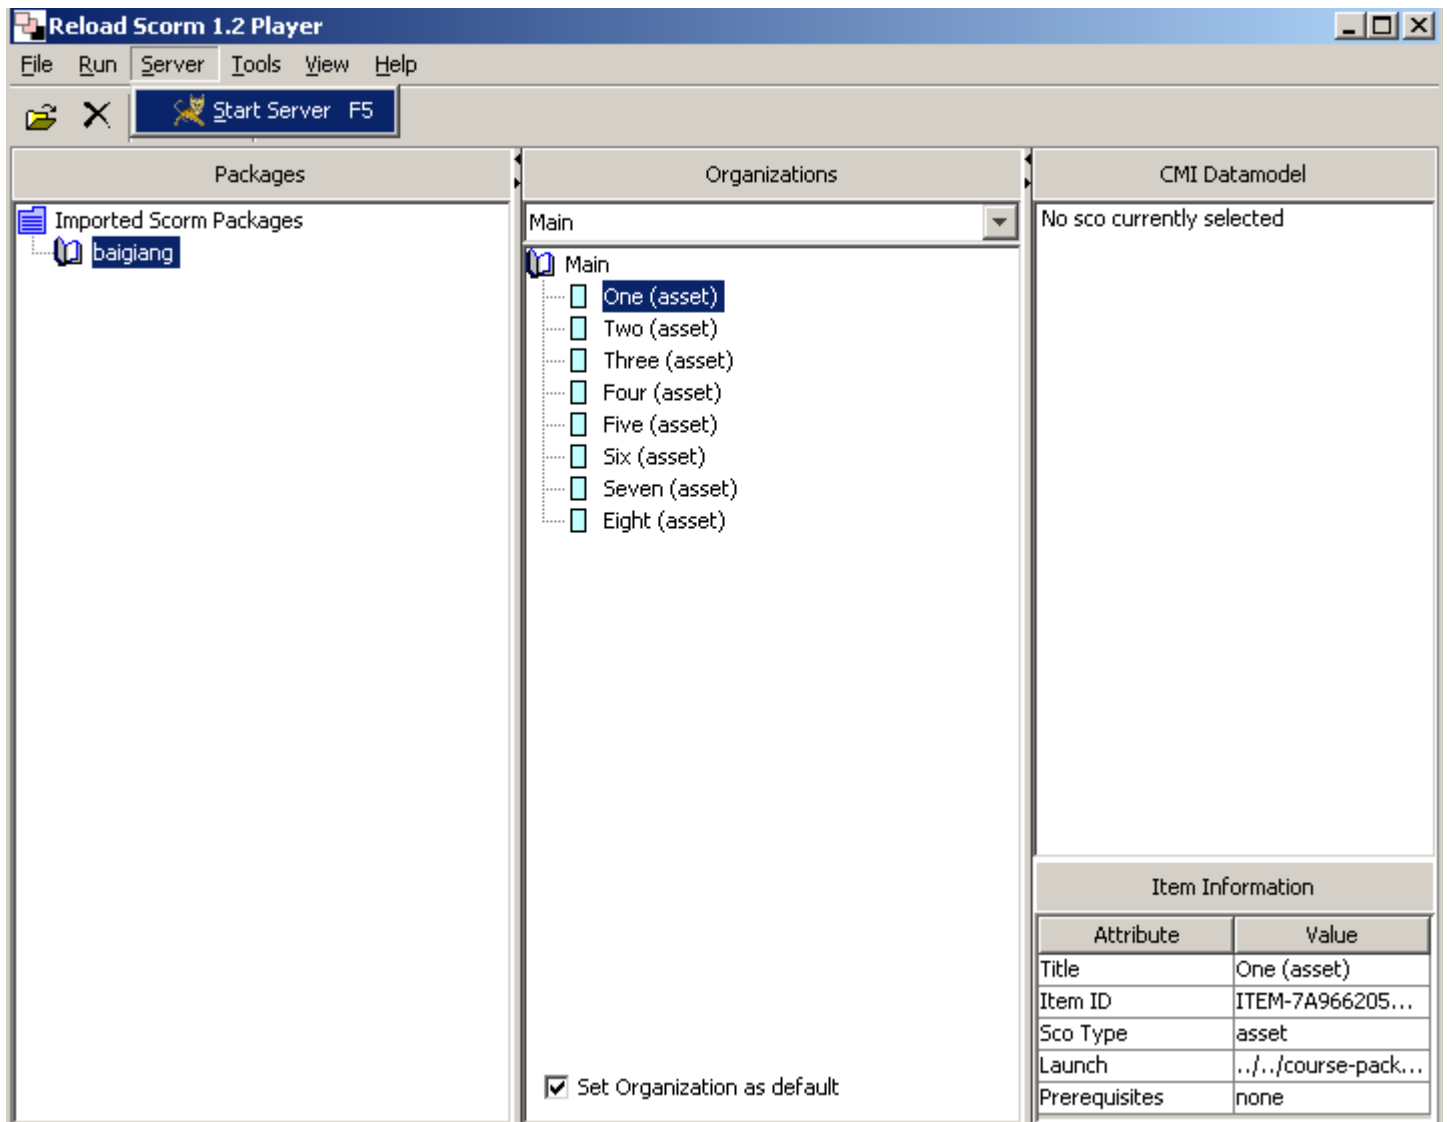 Reload Scorm 1.2 Player
File Run Server Tools View Help
Start Server F5
Packages
Imported Scorm Packages
baigiang
Organizations
Main
Main
One (asset)
Two (asset)
Three (asset)
Four (asset)
Five (asset)
Six (asset)
Seven (asset)
Eight (asset)
Set Organization as default
CMI Datamodel
No sco currently selected
Item Information
Attribute Value
Title One (asset)
Item ID ITEM-7A966205...
Sco Type asset
Launch ../../course-pack...
Prerequisites none